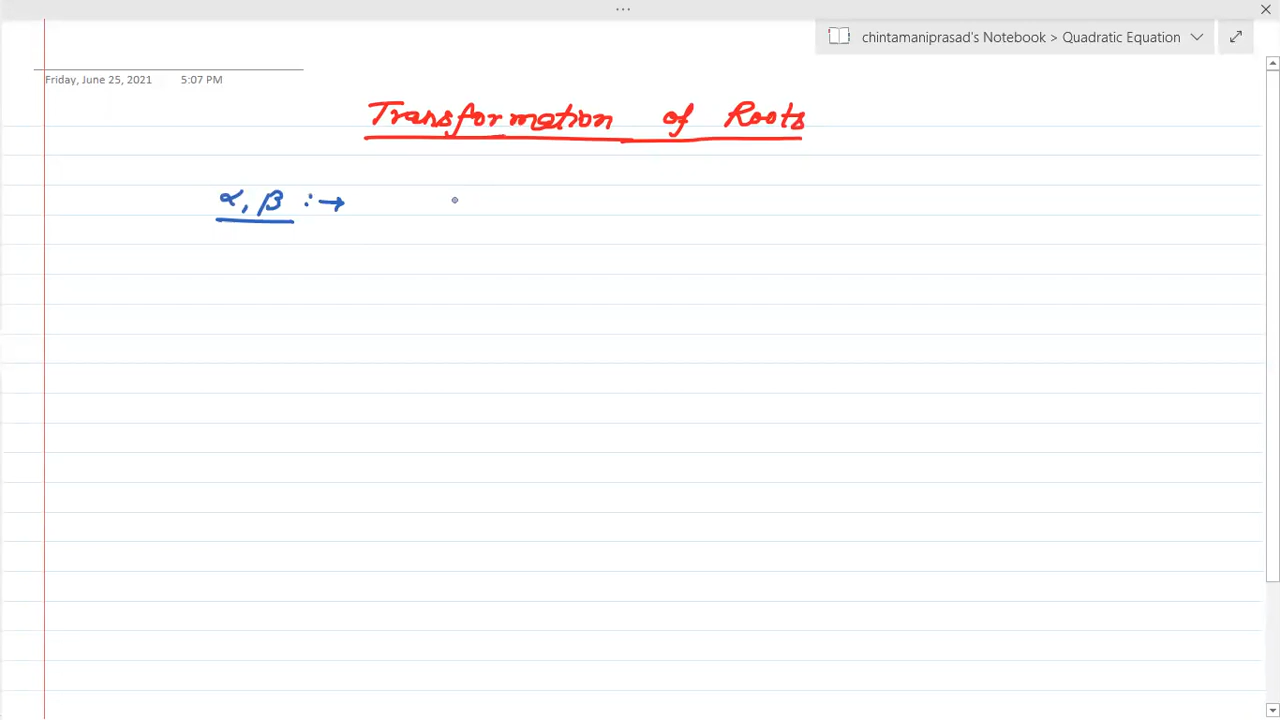 ...
chintamaniprasad's Notebook > Quadratic Equation
Friday, June 25, 2021 5:07 PM
Transformation of Roots
α, β :→